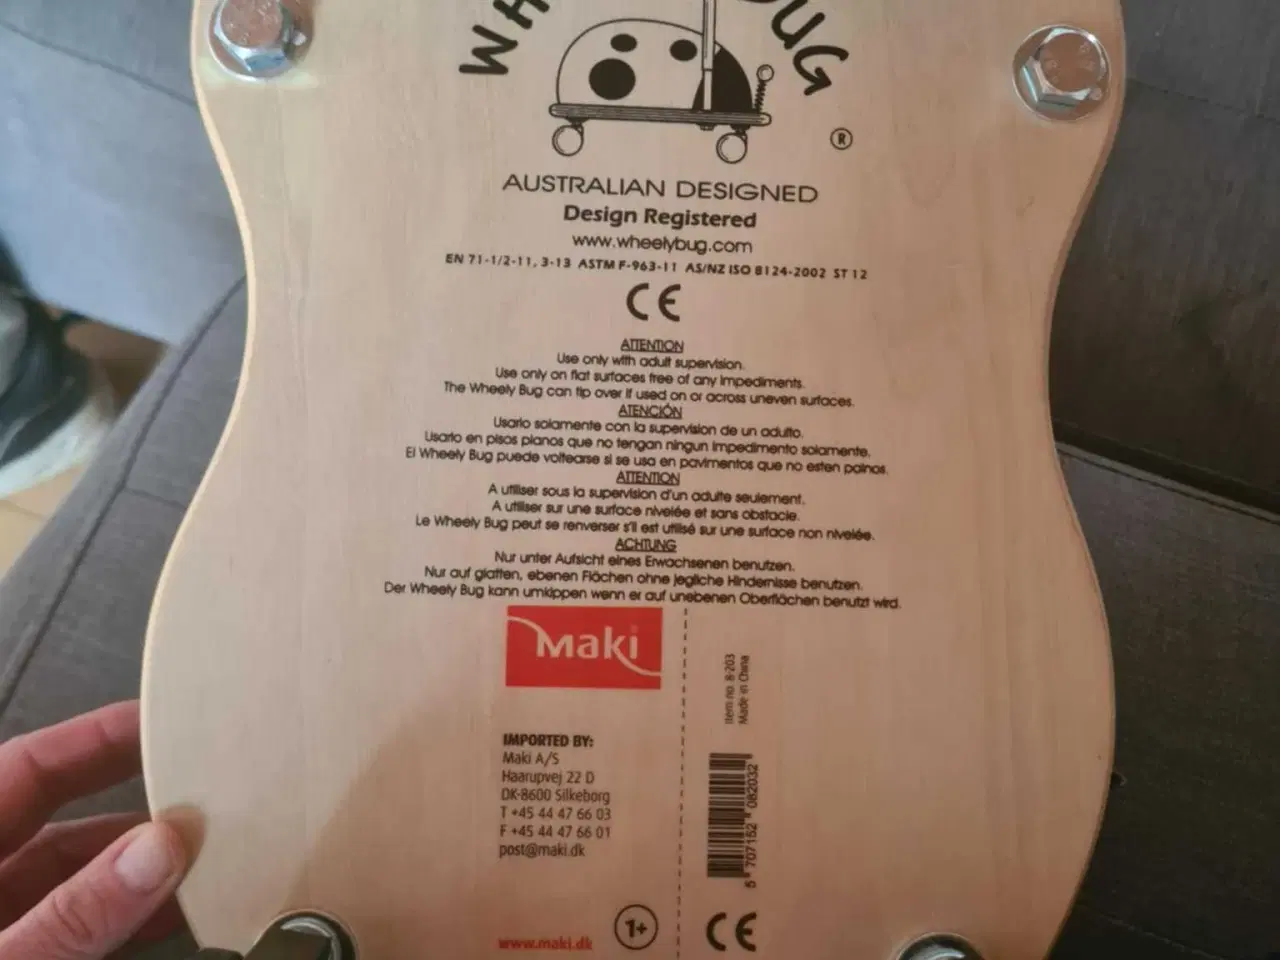 AUSTRALIAN DESIGNED
Design Registered
www.wheelybug.com
EN 71-1/2-11, 3-13 ASTM F-963-11 AS/NZ ISO 8124-2002 ST 12
CE
ATTENTION
Use only with adult supervision.
Use only on flat surfaces free of any impediments.
The Wheely Bug can tip over if used on or across uneven surfaces.
ATENCIÓN
Usarlo solamente con la supervision de un adulto.
Usarlo en pisos planos que no tengan ningun impedimento solamente.
El Wheely Bug puede voltearse si se usa en pavimentos que no esten palnos.
ATTENTION
A utiliser sous la supervision d'un adulte seulement.
A utiliser sur une surface nivelée et sans obstacle.
Le Wheely Bug peut se renverser s'il est utilisé sur une surface non nivelée.
ACHTUNG
Nur unter Aufsicht eines Erwachsenen benutzen.
Nur auf glatten, ebenen Flächen ohne jegliche Hindernisse benutzen.
Der Wheely Bug kann umkippen wenn er auf unebenen Oberflächen benutzt wird.
Maki
IMPORTED BY:
Maki A/S
Haarupvej 22 D
DK-8600 Silkeborg
T +45 44 47 66 03
F +45 44 47 66 01
post@maki.dk
www.maki.dk
1+
Item no. 8-203
Made in China
5 707152 082032
CE